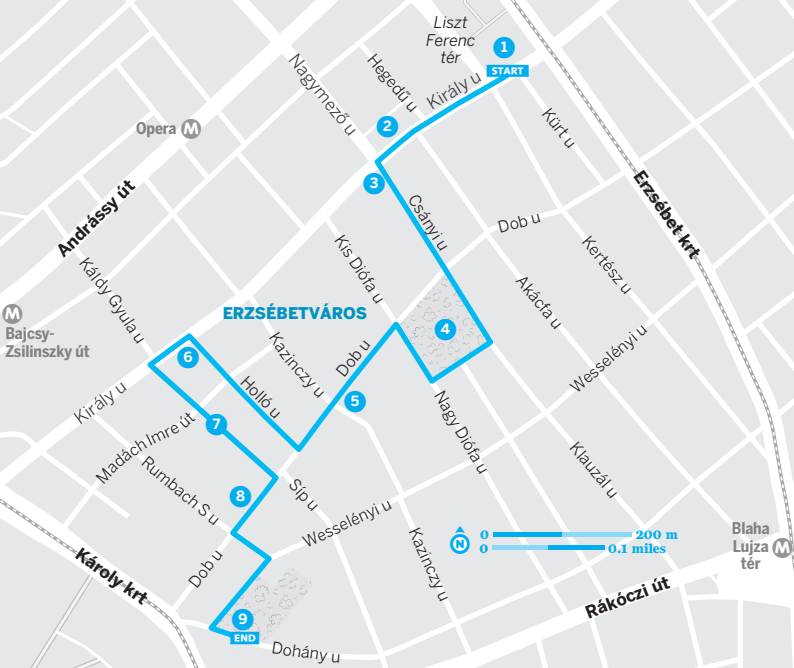 Liszt
Ferenc
tér
1
START
Nagymező u
Hegedű u
Király u
2
Kürt u
Opera M
3
Csányi u
Erzsébet krt
Andrássy út
Dob u
Kis Diófa u
Kertész u
Káldy Gyula u
Akácfa u
M
Bajcsy-
Zsilinszky út
ERZSÉBETVÁROS
4
6
Kazinczy u
Dob u
Wesselényi u
Holló u
5
Király u
7
Nagy Diófa u
Madách Imre út
Rumbach S u
8
Síp u
Klauzál u
Wesselényi u
Kazinczy u
N
0 200 m
0 0.1 miles
Blaha
Lujza M
tér
Károly krt
Dob u
Rákóczi út
9
END
Dohány u